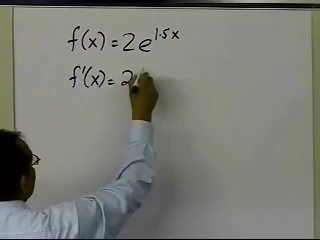 f(x) = 2e^1.5x
f'(x) = 2